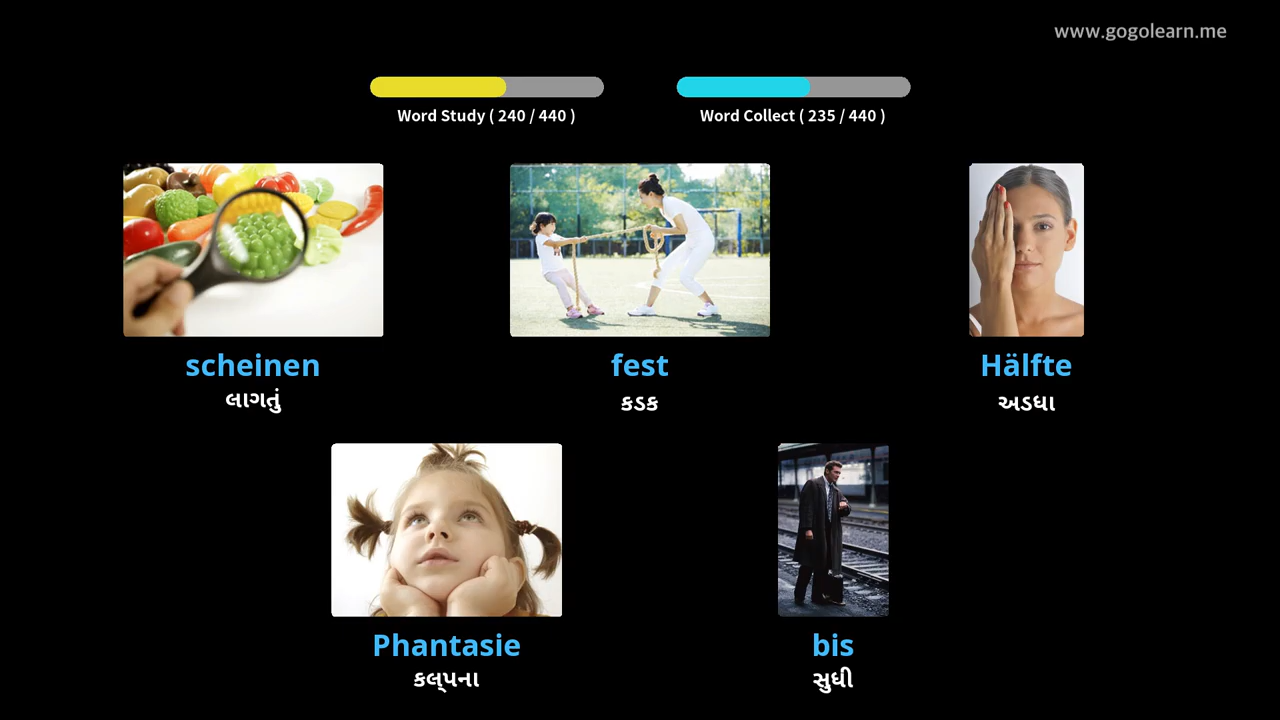 www.gogolearn.me
Word Study ( 240 / 440 )
Word Collect ( 235 / 440 )
scheinen
લાગતું
fest
કડક
Hälfte
અડધા
Phantasie
કલ્પના
bis
સુધી